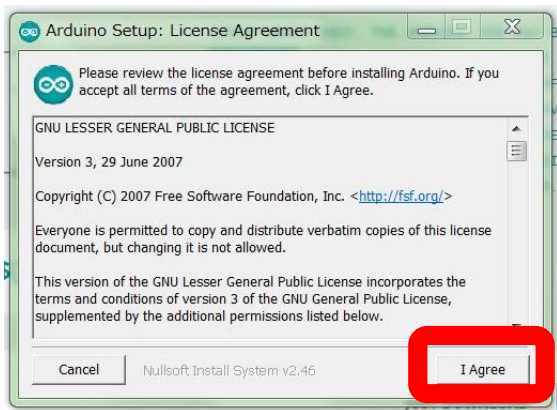 Arduino Setup: License Agreement
Please review the license agreement before installing Arduino. If you
accept all terms of the agreement, click I Agree.
GNU LESSER GENERAL PUBLIC LICENSE
Version 3, 29 June 2007
Copyright (C) 2007 Free Software Foundation, Inc. <http://fsf.org/>
Everyone is permitted to copy and distribute verbatim copies of this license
document, but changing it is not allowed.
This version of the GNU Lesser General Public License incorporates the
terms and conditions of version 3 of the GNU General Public License,
supplemented by the additional permissions listed below.
Cancel
Nullsoft Install System v2.46
I Agree